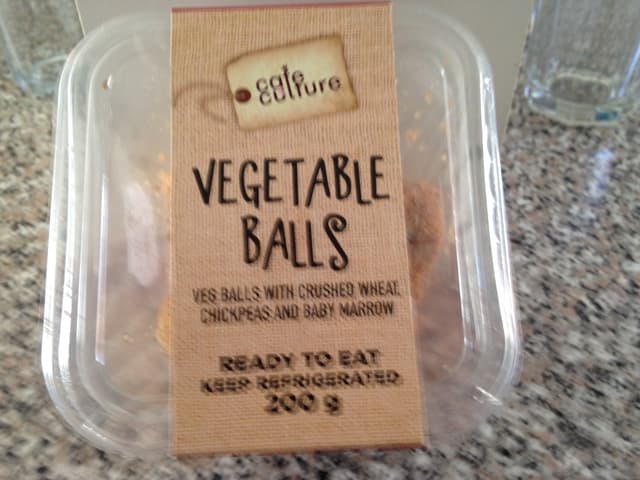 cafe
culture
VEGETABLE
BALLS
VEG BALLS WITH CRUSHED WHEAT,
CHICKPEAS AND BABY MARROW
READY TO EAT
KEEP REFRIGERATED
200 g